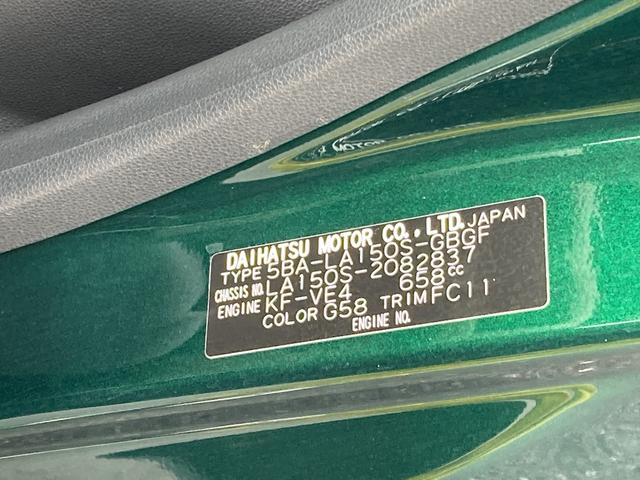 DAIHATSU MOTOR CO.,LTD.JAPAN
TYPE 5BA-LA150S-GBGF
CHASSIS NO. LA150S-2082837
ENGINE KF-VE4 658cc
COLOR G58 TRIM FC11
ENGINE NO.